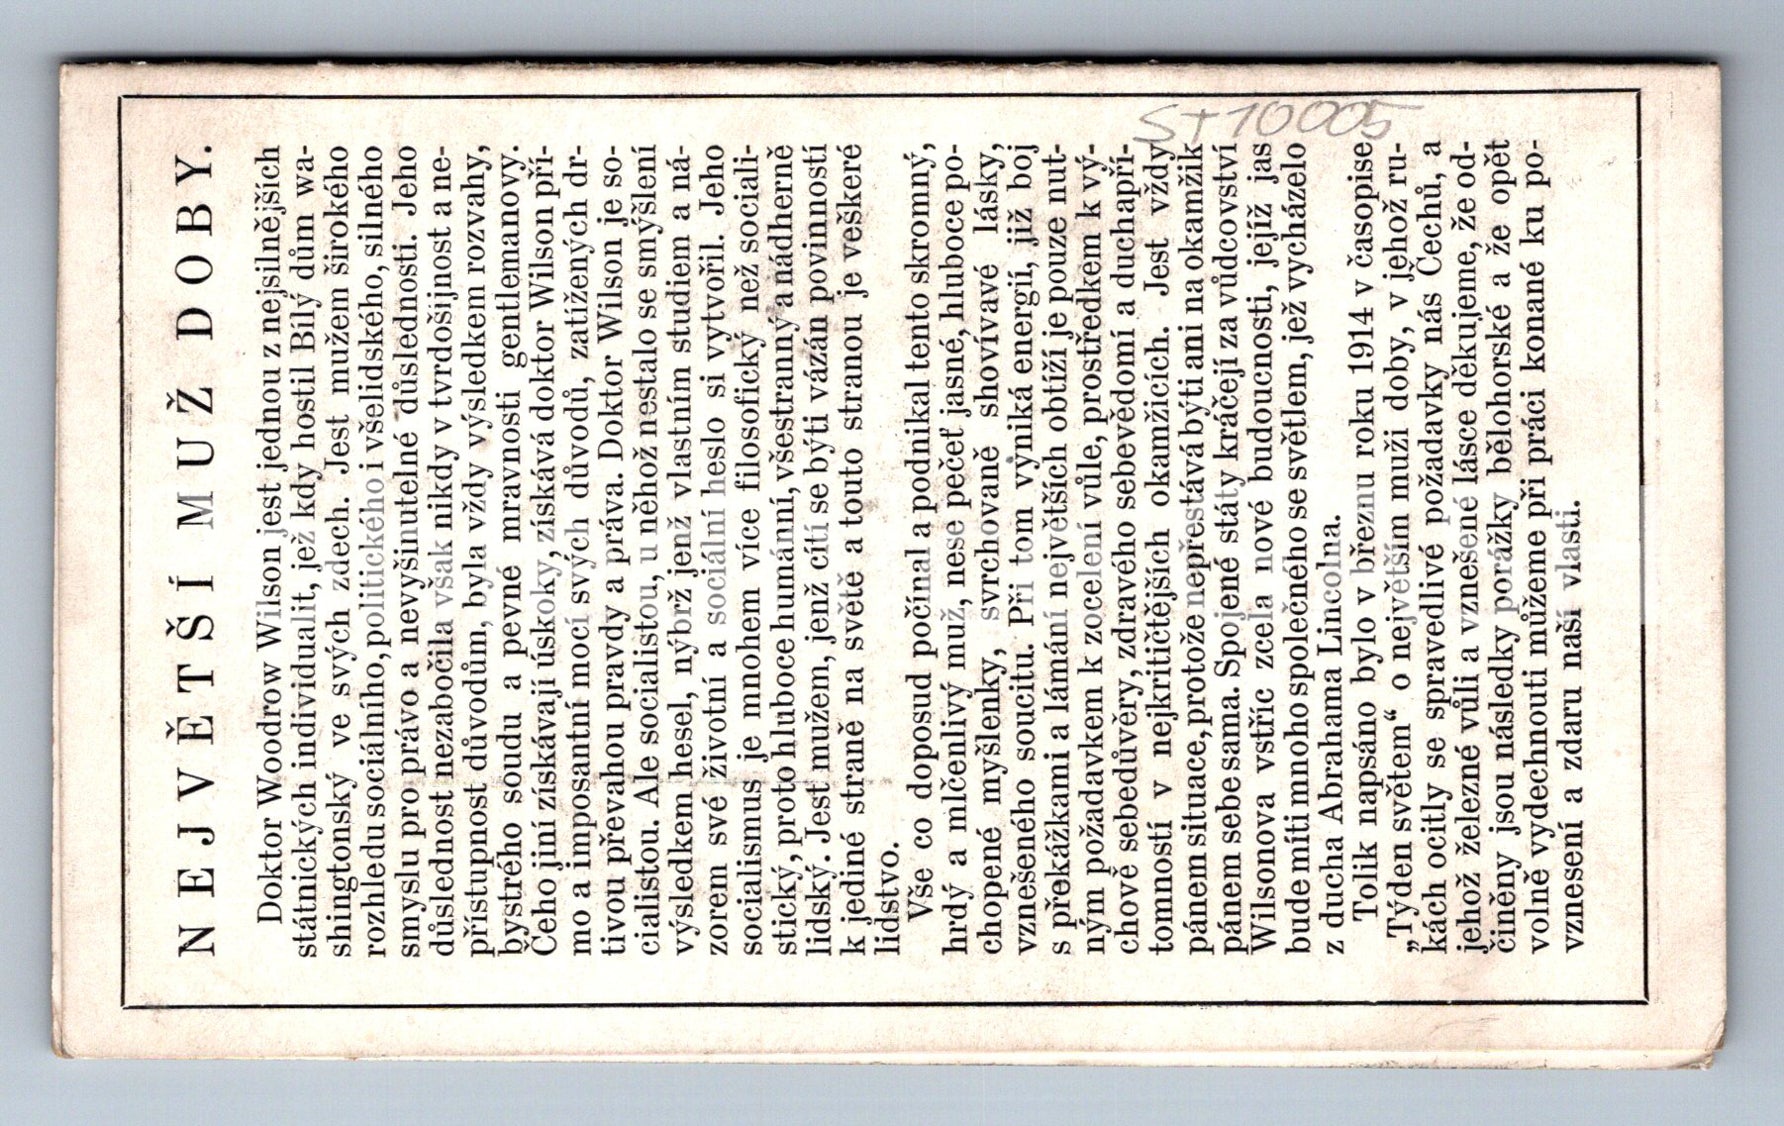 NEJVĚTŠÍ MUŽ DOBY.
Doktor Woodrow Wilson jest jednou z nejsilnějších
státnických individualit, jež kdy hostil Bílý dům wa-
shingtonský ve svých zdech. Jest mužem širokého
rozhledu sociálního, politického i všelidského, silného
smyslu pro právo a nevyšinutelné důslednosti. Jeho
důslednost nezabočila však nikdy v tvrdošijnost a ne-
přístupnost důvodům, byla vždy výsledkem rozvahy,
bystrého soudu a pevné mravnosti gentlemanovy.
Čeho jiní získávají úskoky, získává doktor Wilson pří-
mo a imposantní mocí svých důvodů, zatížených dr-
tivou převahou pravdy a práva. Doktor Wilson je so-
cialistou. Ale socialistou, u něhož nestalo se smýšlení
výsledkem hesel, nýbrž jenž vlastním studiem a ná-
zorem své životní a sociální heslo si vytvořil. Jeho
socialismus je mnohem více filosofický než sociali-
stický, proto hluboce humánní, všestranný a nádherně
lidský. Jesť mužem, jenž cítí se býti vázán povinností
k jediné straně na světě a touto stranou je veškeré
lidstvo.
Vše co doposud počínal a podnikal tento skromný,
hrdý a mlčenlivý muž, nese pečeť jasné, hluboce po-
chopené myšlenky, svrchovaně shovívavé lásky,
vznešeného soucitu. Při tom vyniká energií, jíž boj
s překážkami a lámání největších obtíží je pouze nut-
ným požadavkem k zocelení vůle, prostředkem k vý-
chově sebedůvěry, zdravého sebevědomí a duchapří-
tomností v nejkritičtějších okamžicích. Jest vždy
pánem situace, protože nepřestává býti ani na okamžik
pánem sebe sama. Spojené státy kráčejí za vůdcovství
Wilsonova vstříc zcela nové budoucnosti, jejíž jas
bude míti mnoho společného se světlem, jež vycházelo
z ducha Abrahama Lincolna.
Tolik napsáno bylo v březnu roku 1914 v časopise
„Týden světem“ o největším muži doby, v jehož ru-
kách ocitly se spravedlivé požadavky nás Čechů, a
jehož železné vůli a vznešené lásce děkujeme, že od-
činěny jsou následky porážky bělohorské a že opět
volně vydechnouti můžeme při práci konané ku po-
vznesení a zdaru naší vlasti.
ST 10005